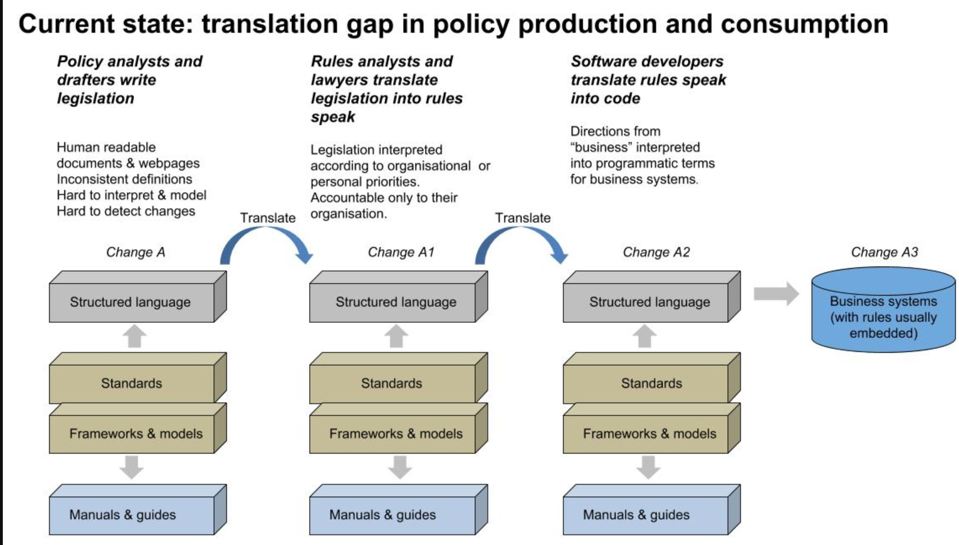 Current state: translation gap in policy production and consumption
Policy analysts and
drafters write
legislation
Human readable
documents & webpages
Inconsistent definitions
Hard to interpret & model
Hard to detect changes
Rules analysts and
lawyers translate
legislation into rules
speak
Legislation interpreted
according to organisational or
personal priorities.
Accountable only to their
organisation.
Software developers
translate rules speak
into code
Directions from
“business” interpreted
into programmatic terms
for business systems.
Translate
Translate
Change A
Change A1
Change A2
Change A3
Structured language
Structured language
Structured language
Business systems
(with rules usually
embedded)
Standards
Standards
Standards
Frameworks & models
Frameworks & models
Frameworks & models
Manuals & guides
Manuals & guides
Manuals & guides